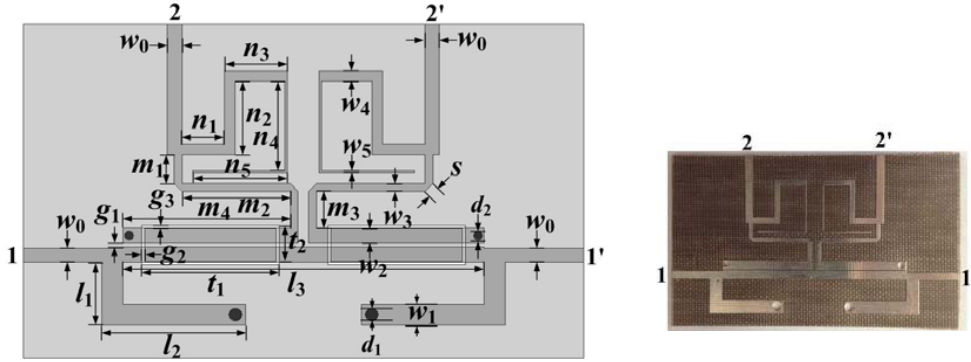 2 2'
w₀ n₃ w₀
n₁ n₂ n₄ w₄
m₁ n₅ w₅ s
g₃ m₄ m₂ m₃ w₃ d₂
w₀ g₁ g₂ t₂ w₂ w₀
1 t₁ l₃ 1'
l₁ w₁
l₂ d₁
2 2'
1 1